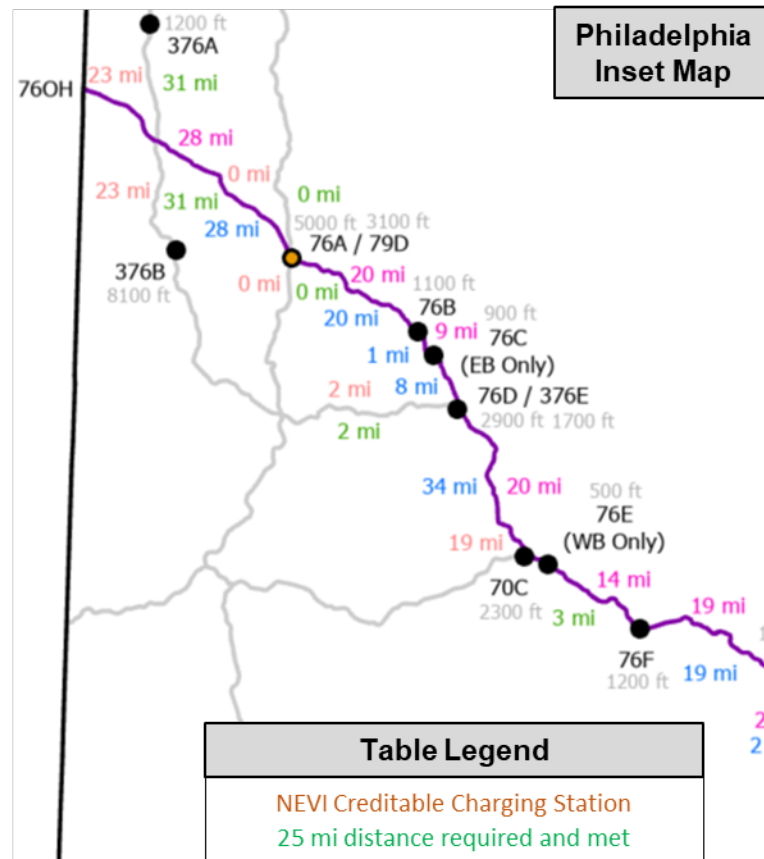 Philadelphia
Inset Map
1200 ft
376A
23 mi
31 mi
76OH
28 mi
0 mi
23 mi
31 mi
0 mi
28 mi
5000 ft 3100 ft
76A / 79D
376B
8100 ft
0 mi
0 mi
20 mi
1100 ft
76B
20 mi
900 ft
9 mi
76C
(EB Only)
1 mi
8 mi
2 mi
76D / 376E
2900 ft 1700 ft
2 mi
34 mi
20 mi
500 ft
76E
(WB Only)
19 mi
70C
2300 ft
14 mi
3 mi
19 mi
76F
1200 ft
19 mi
2
2
Table Legend
NEVI Creditable Charging Station
25 mi distance required and met